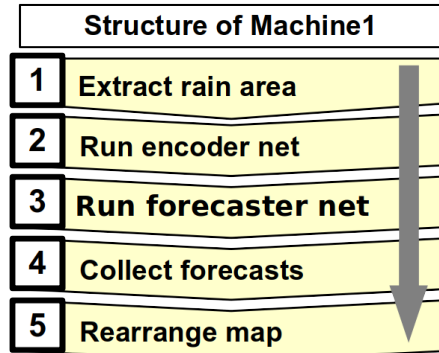 Structure of Machine1
1 Extract rain area
2 Run encoder net
3 Run forecaster net
4 Collect forecasts
5 Rearrange map